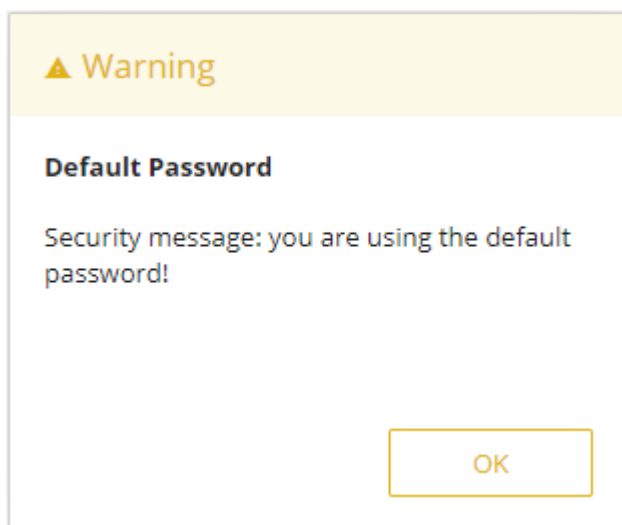 Warning
Default Password
Security message: you are using the default
password!
OK